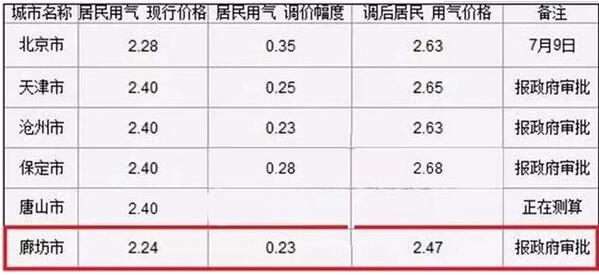 城市名称 居民用气 现行价格 居民用气 调价幅度 调后居民 用气价格 备注
北京市 2.28 0.35 2.63 7月9日
天津市 2.40 0.25 2.65 报政府审批
沧州市 2.40 0.23 2.63 报政府审批
保定市 2.40 0.28 2.68 报政府审批
唐山市 2.40 正在测算
廊坊市 2.24 0.23 2.47 报政府审批